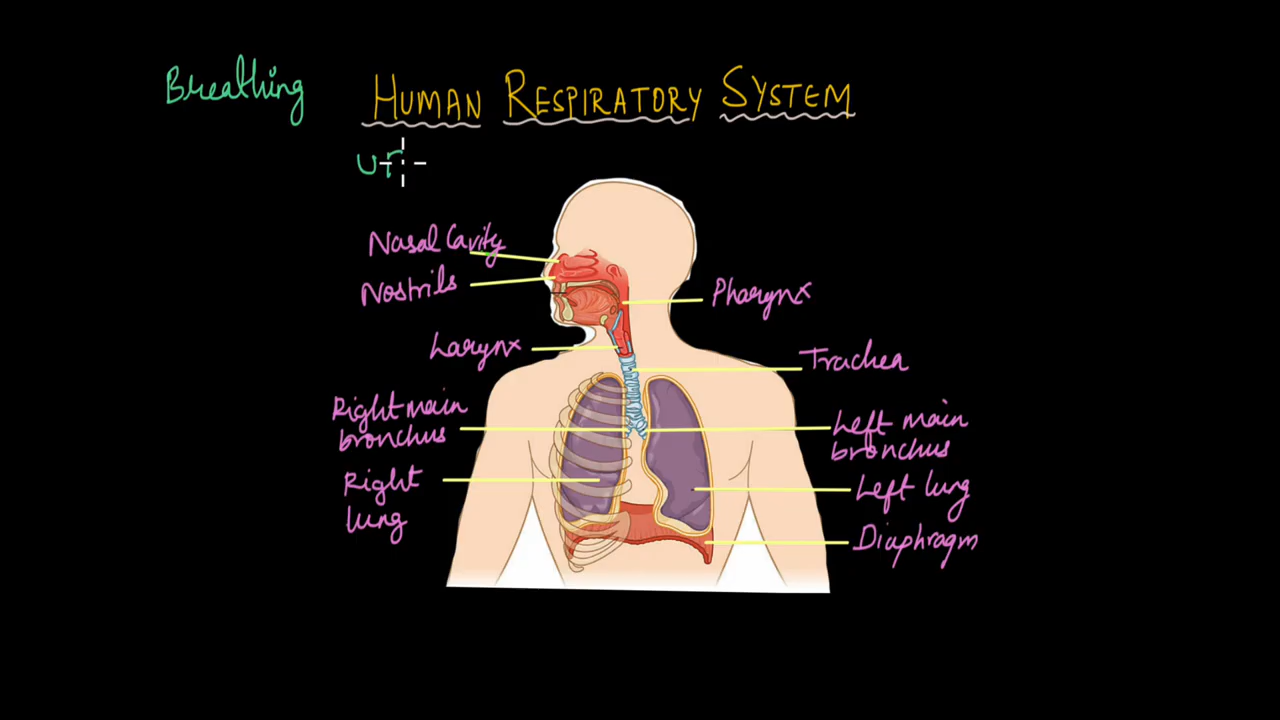 Breathing
HUMAN RESPIRATORY SYSTEM
Nasal Cavity
Nostrils
Pharynx
Larynx
Trachea
Right main
bronchus
Left main
bronchus
Right
lung
Left lung
Diaphragm